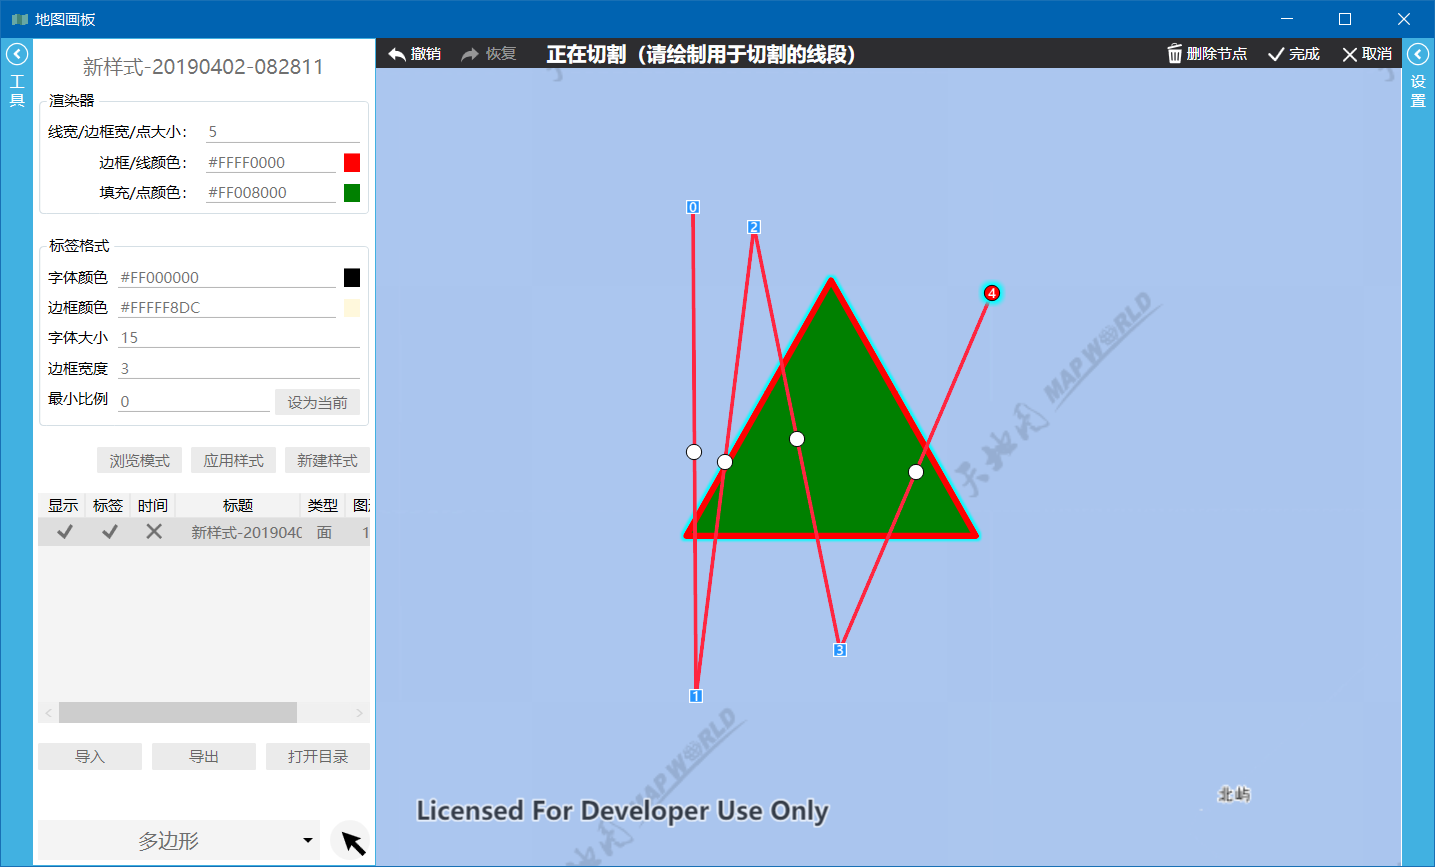 地图画板
工具
新样式-20190402-082811
渲染器
线宽/边框宽/点大小： 5
边框/线颜色： #FFFF0000
填充/点颜色： #FF008000
标签格式
字体颜色 #FF000000
边框颜色 #FFFFF8DC
字体大小 15
边框宽度 3
最小比例 0 设为当前
浏览模式 应用样式 新建样式
显示 标签 时间 标题 类型 图形
新样式-2019040 面 1
导入 导出 打开目录
多边形
撤销 恢复 正在切割（请绘制用于切割的线段） 删除节点 完成 取消
设置
0
2
4
3
1
天地图 MAPWORLD
天地图 MAPWORLD
北屿
Licensed For Developer Use Only